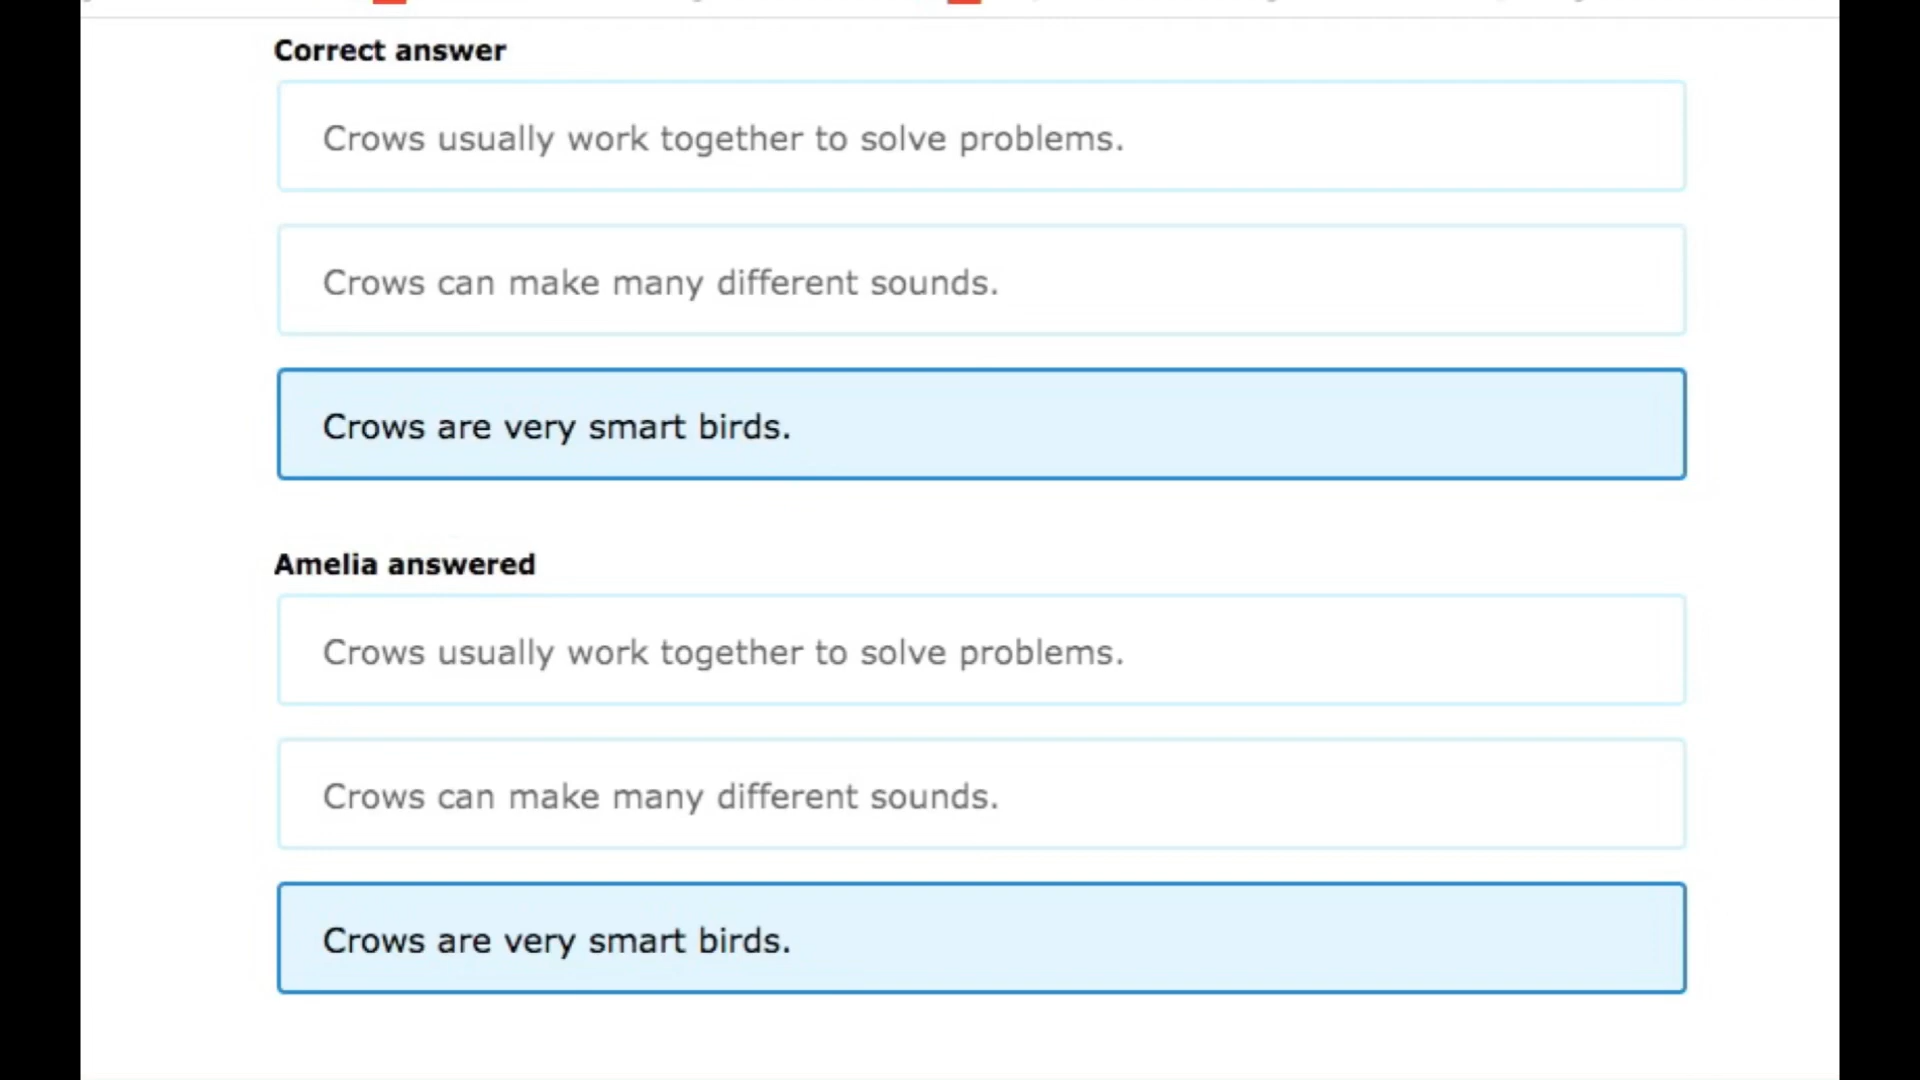 Correct answer
Crows usually work together to solve problems.
Crows can make many different sounds.
Crows are very smart birds.
Amelia answered
Crows usually work together to solve problems.
Crows can make many different sounds.
Crows are very smart birds.